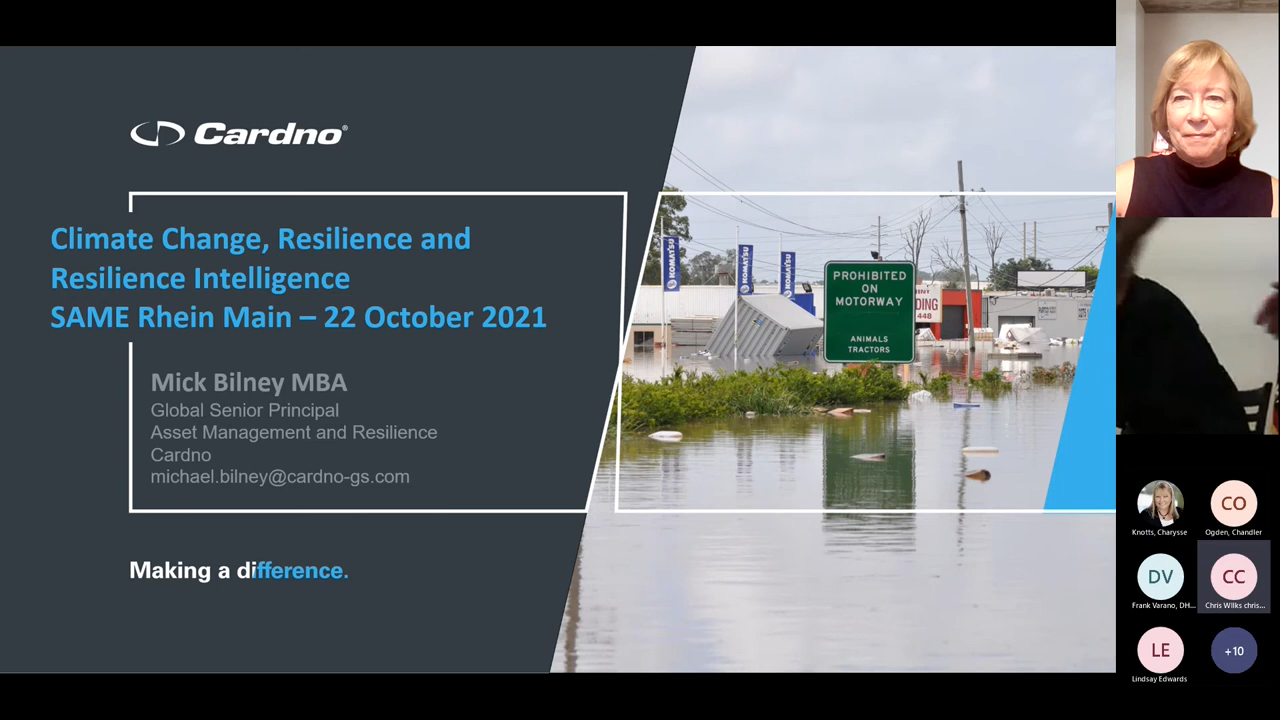 Cardno®
Climate Change, Resilience and
Resilience Intelligence
SAME Rhein Main – 22 October 2021
Mick Bilney MBA
Global Senior Principal
Asset Management and Resilience
Cardno
michael.bilney@cardno-gs.com
Making a difference.
KOMATSU
KOMATSU
KOMATSU
PROHIBITED
ON
MOTORWAY
ANIMALS
TRACTORS
DING
448
Knotts, Charysse
CO
Ogden, Chandler
DV
Frank Varano, DH...
CC
Chris Wilks chris...
LE
Lindsay Edwards
+10